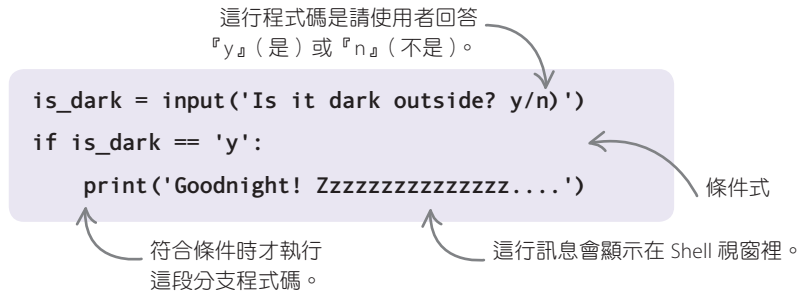 這行程式碼是請使用者回答
『y』（是）或『n』（不是）。
is_dark = input('Is it dark outside? y/n)')
if is_dark == 'y':
print('Goodnight! Zzzzzzzzzzzzzzz....')
條件式
符合條件時才執行
這段分支程式碼。
這行訊息會顯示在 Shell 視窗裡。